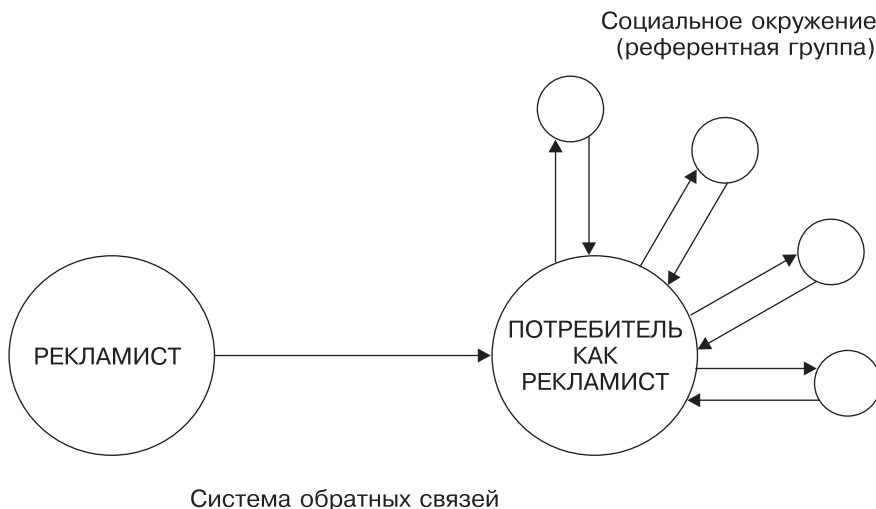 Социальное окружение
(референтная группа)
РЕКЛАМИСТ
ПОТРЕБИТЕЛЬ
КАК
РЕКЛАМИСТ
Система обратных связей